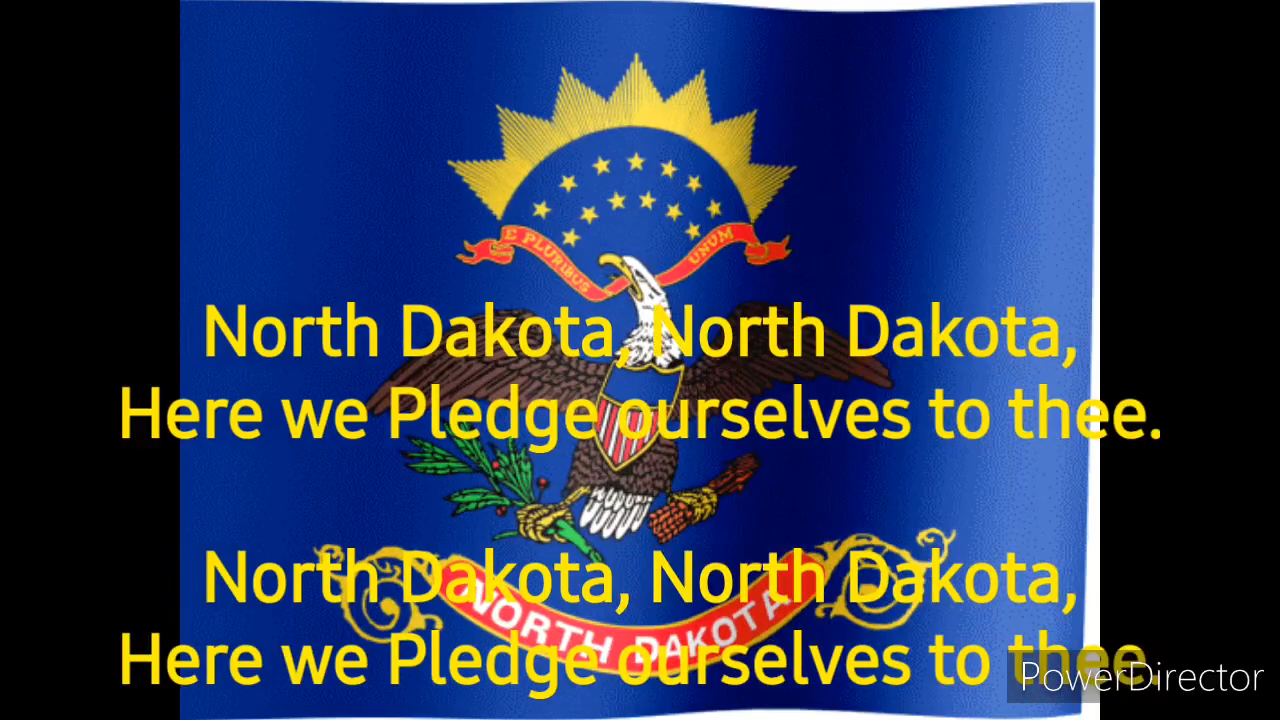 E PLURIBUS UNUM
North Dakota, North Dakota,
Here we Pledge ourselves to thee.
North Dakota, North Dakota,
NORTH DAKOTA
Here we Pledge ourselves to thee.
PowerDirector